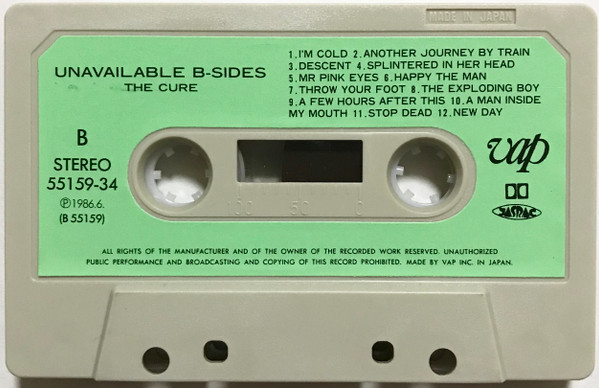 MADE IN JAPAN
UNAVAILABLE B-SIDES
THE CURE
1.I'M COLD 2.ANOTHER JOURNEY BY TRAIN
3.DESCENT 4.SPLINTERED IN HER HEAD
5.MR PINK EYES 6.HAPPY THE MAN
7.THROW YOUR FOOT 8.THE EXPLODING BOY
9.A FEW HOURS AFTER THIS 10.A MAN INSIDE
MY MOUTH 11.STOP DEAD 12.NEW DAY
B
STEREO
55159-34
Ⓟ1986.6.
(B 55159)
vap
JASRAC
100 50 0
ALL RIGHTS OF THE MANUFACTURER AND OF THE OWNER OF THE RECORDED WORK RESERVED. UNAUTHORIZED
PUBLIC PERFORMANCE AND BROADCASTING AND COPYING OF THIS RECORD PROHIBITED. MADE BY VAP INC. IN JAPAN.